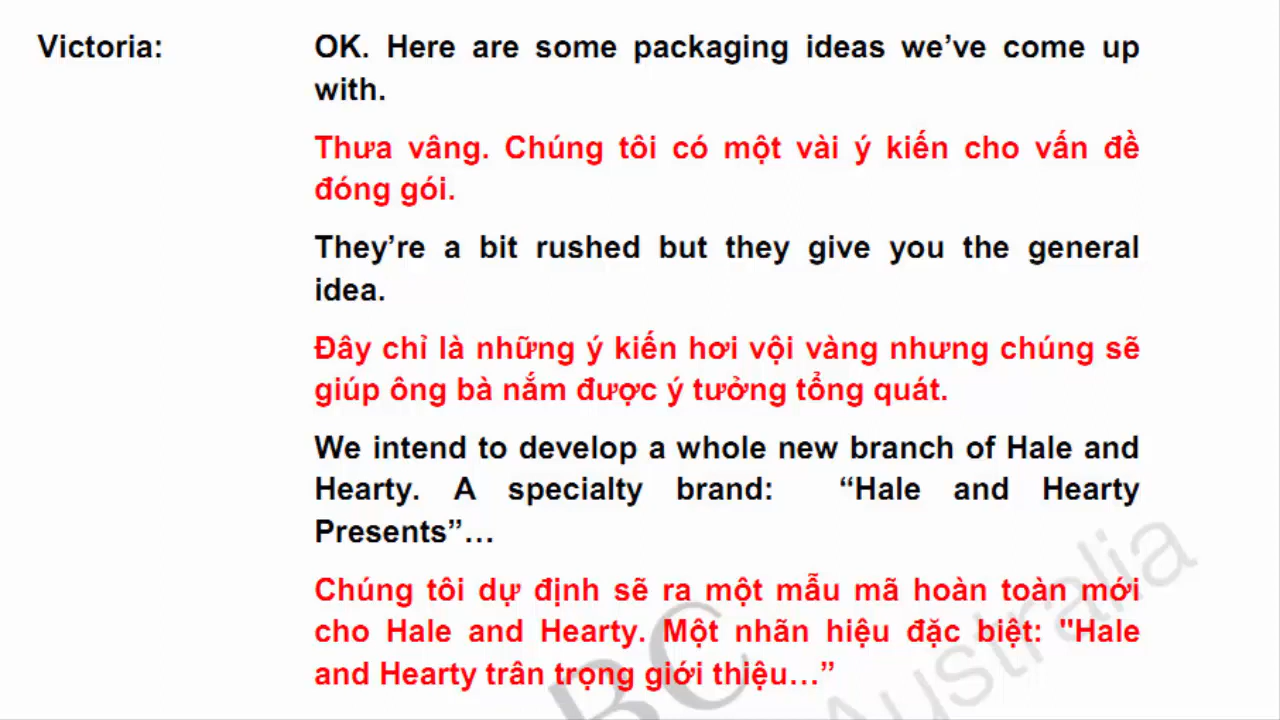 Victoria: OK. Here are some packaging ideas we’ve come up
with.
Thưa vâng. Chúng tôi có một vài ý kiến cho vấn đề
đóng gói.
They’re a bit rushed but they give you the general
idea.
Đây chỉ là những ý kiến hơi vội vàng nhưng chúng sẽ
giúp ông bà nắm được ý tưởng tổng quát.
We intend to develop a whole new branch of Hale and
Hearty. A specialty brand: “Hale and Hearty
Presents”…
Chúng tôi dự định sẽ ra một mẫu mã hoàn toàn mới
cho Hale and Hearty. Một nhãn hiệu đặc biệt: "Hale
and Hearty trân trọng giới thiệu…”
BC
Australia